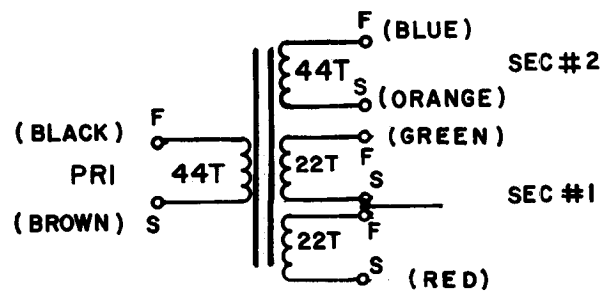 F (BLUE)
44T SEC #2
S (ORANGE)
(BLACK) F (GREEN)
F
PRI 44T 22T
S SEC #1
(BROWN) S F
22T
S (RED)